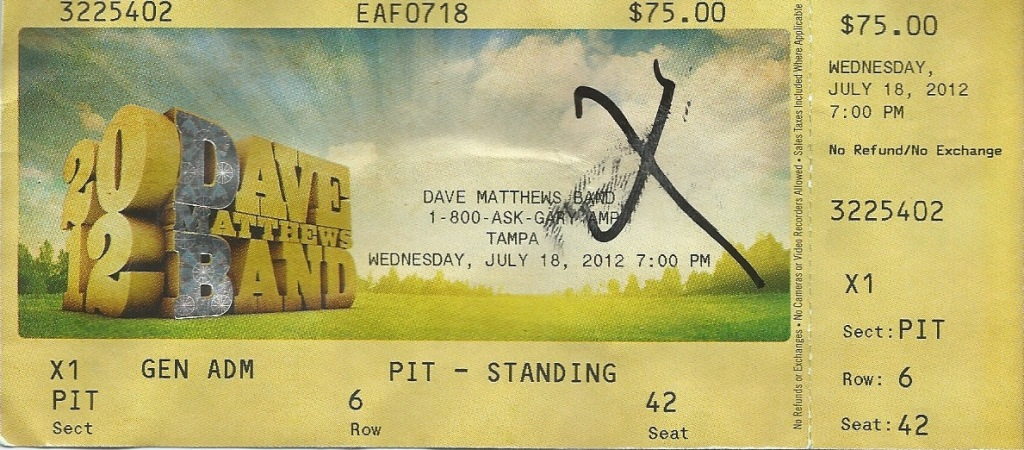 3225402 EAF0718 $75.00
2012 DAVE
MATTHEWS
BAND
DAVE MATTHEWS BAND
1-800-ASK-GARY AMP
TAMPA
WEDNESDAY, JULY 18, 2012 7:00 PM
X
X1 GEN ADM PIT - STANDING
PIT 6 42
Sect Row Seat
No Refunds or Exchanges • No Cameras or Video Recorders Allowed • Sales Taxes Included Where Applicable
$75.00
WEDNESDAY,
JULY 18, 2012
7:00 PM
No Refund/No Exchange
3225402
X1
Sect: PIT
Row: 6
Seat: 42